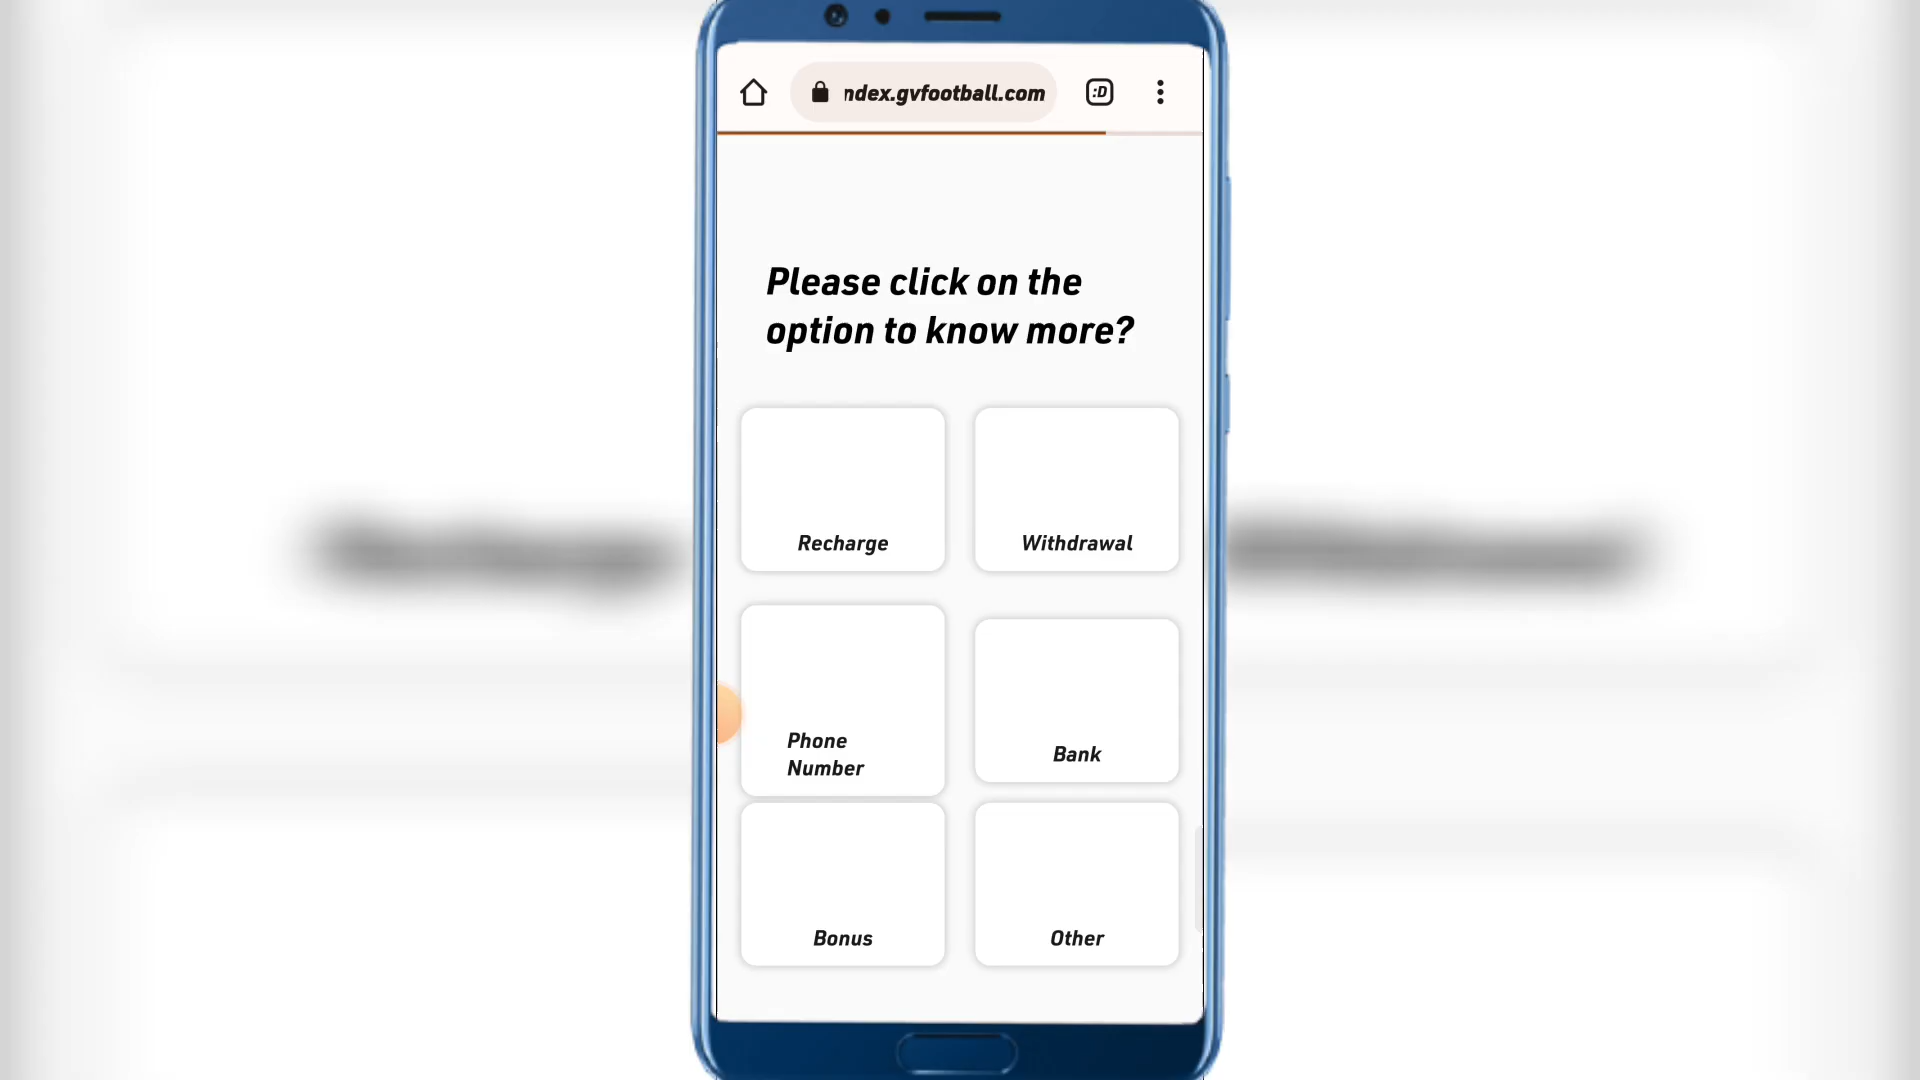 ndex.gvfootball.com
:D
Please click on the
option to know more?
Recharge
Withdrawal
Phone
Number
Bank
Bonus
Other